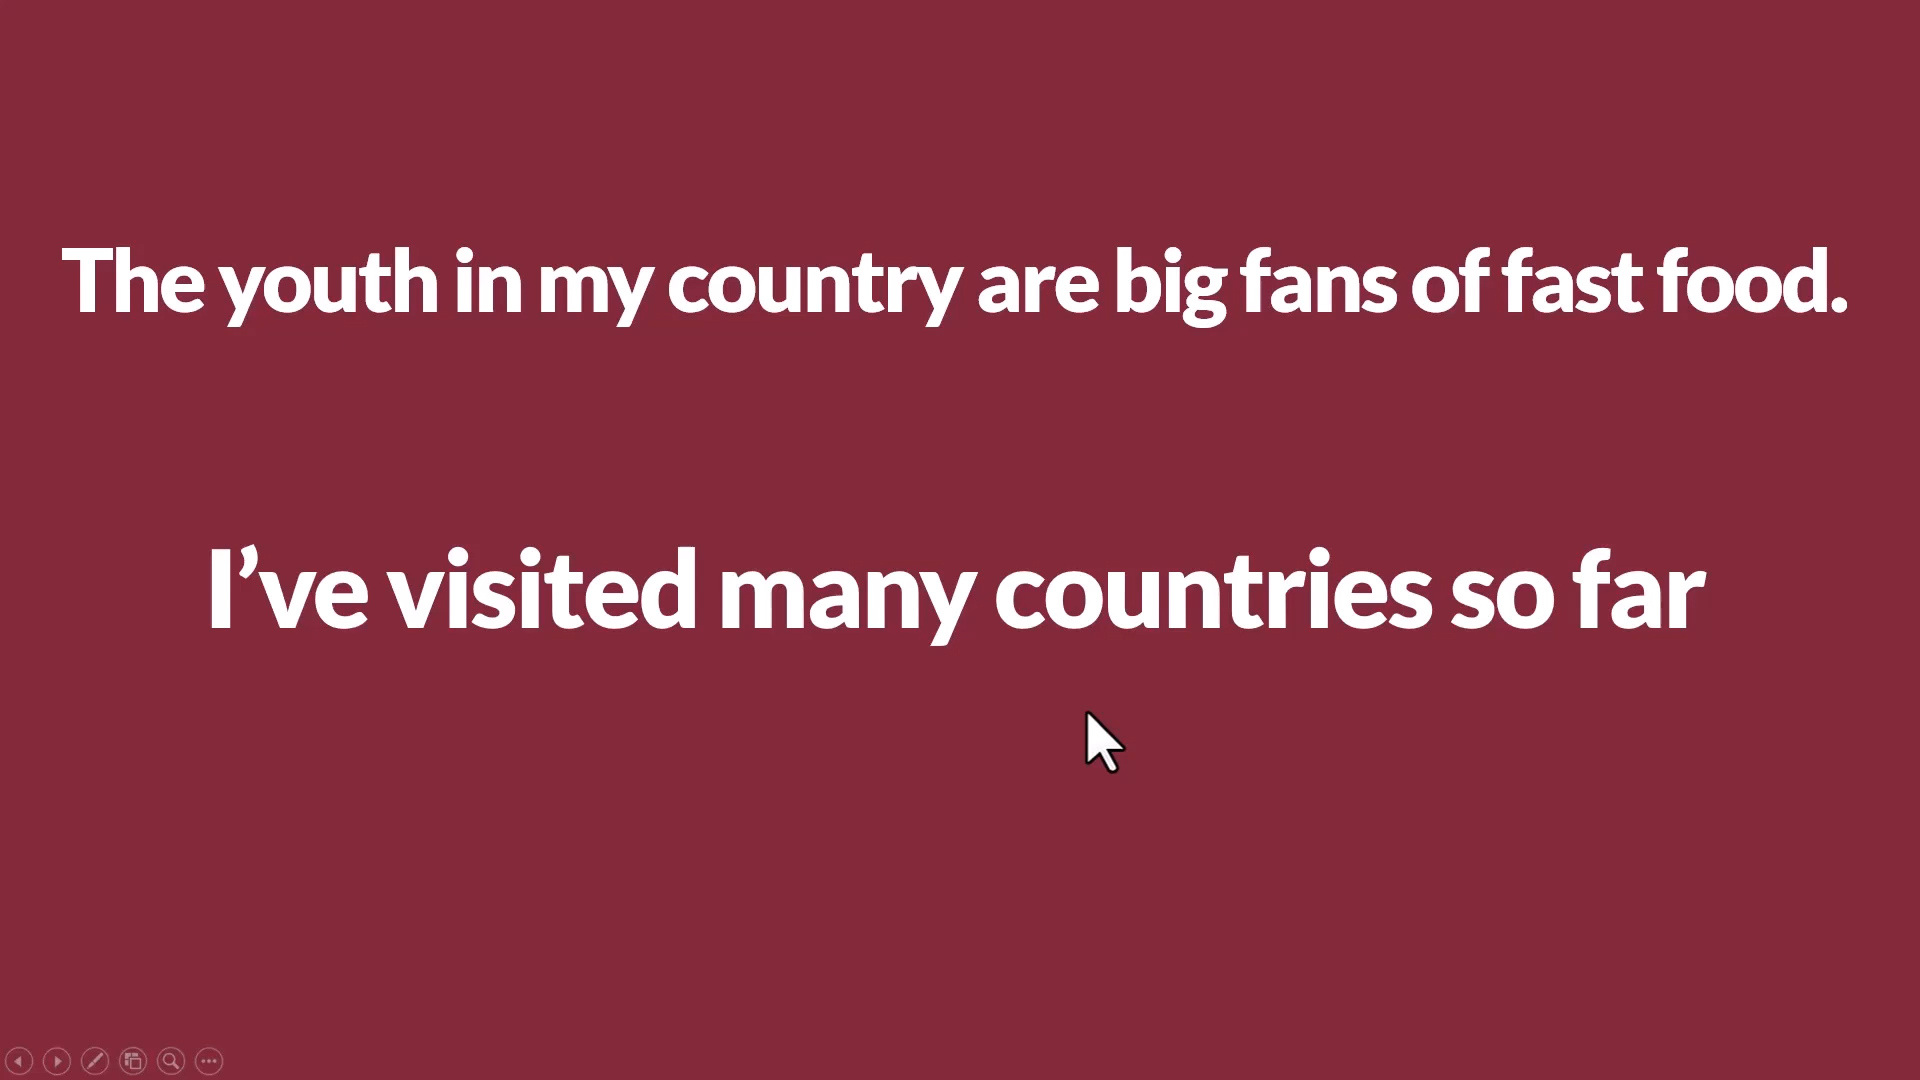 The youth in my country are big fans of fast food.
I’ve visited many countries so far